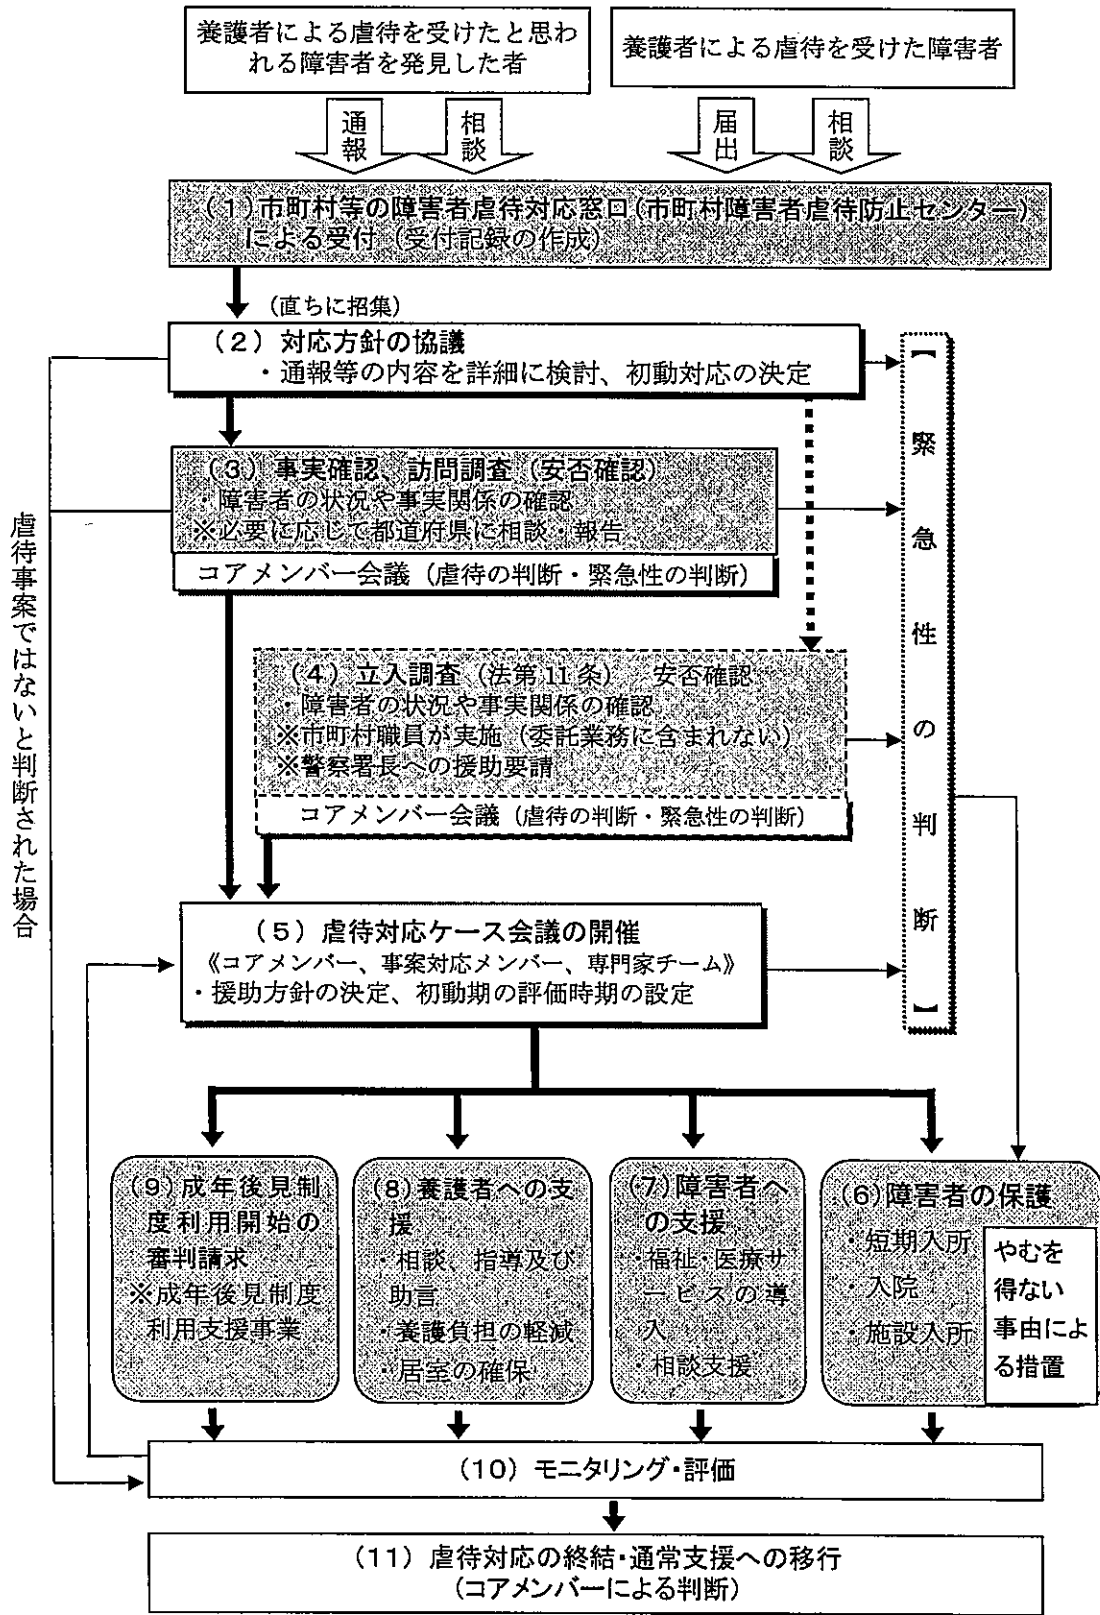 養護者による虐待を受けたと思わ
れる障害者を発見した者
養護者による虐待を受けた障害者
通報
相談
届出
相談
(1)市町村等の障害者虐待対応窓口(市町村障害者虐待防止センター)
による受付(受付記録の作成)
(直ちに招集)
(2)対応方針の協議
・通報等の内容を詳細に検討、初動対応の決定
(3)事実確認、訪問調査(安否確認)
・障害者の状況や事実関係の確認
※必要に応じて都道府県に相談・報告
コアメンバー会議(虐待の判断・緊急性の判断)
(4)立入調査(法第11条) 安否確認
・障害者の状況や事実関係の確認
※市町村職員が実施(委託業務に含まれない)
※警察署長への援助要請
コアメンバー会議(虐待の判断・緊急性の判断)
【緊急性の判断】
虐待事案ではないと判断された場合
(5)虐待対応ケース会議の開催
《コアメンバー、事案対応メンバー、専門家チーム》
・援助方針の決定、初動期の評価時期の設定
(9)成年後見制
度利用開始の
審判請求
※成年後見制度
利用支援事業
(8)養護者への支
援
・相談、指導及び
助言
・養護負担の軽減
・居室の確保
(7)障害者へ
の支援
・福祉・医療サ
ービスの導
入
・相談支援
(6)障害者の保護
・短期入所
・入院
・施設入所
やむを
得ない
事由によ
る措置
(10)モニタリング・評価
(11)虐待対応の終結・通常支援への移行
(コアメンバーによる判断)